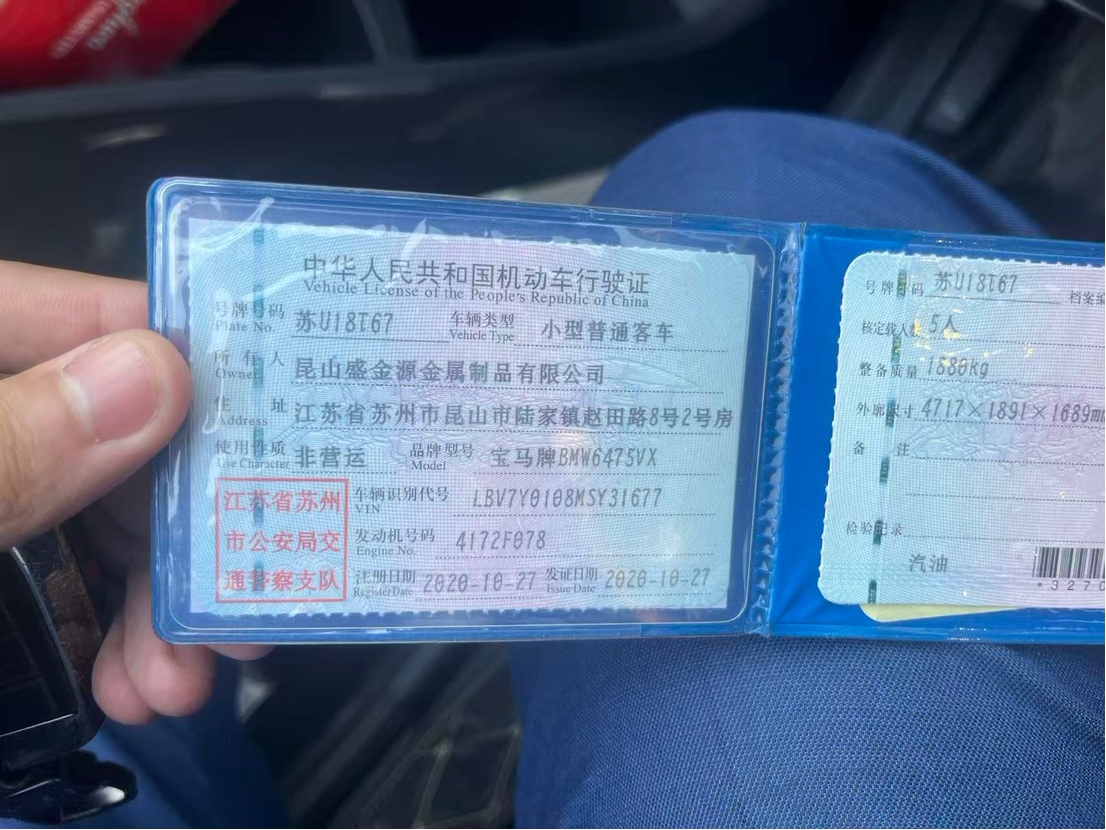 中华人民共和国机动车行驶证
Vehicle License of the People's Republic of China
号牌号码 苏U18T67 车辆类型 小型普通客车
Plate No. Vehicle Type
所有人 昆山盛金源金属制品有限公司
Owner
住址 江苏省苏州市昆山市陆家镇赵田路8号2号房
Address
使用性质 非营运 品牌型号 宝马牌BMW6475VX
Use Character Model
江苏省苏州
市公安局交
通警察支队
车辆识别代号 LBV7Y0108MSY31677
VIN
发动机号码 4172F078
Engine No.
注册日期 2020-10-27 发证日期 2020-10-27
Register Date Issue Date
号牌号码 苏U18T67 档案编
核定载人数 5人
整备质量 1880kg
外廓尺寸 4717×1891×1689m
备注
检验记录
汽油
*3270